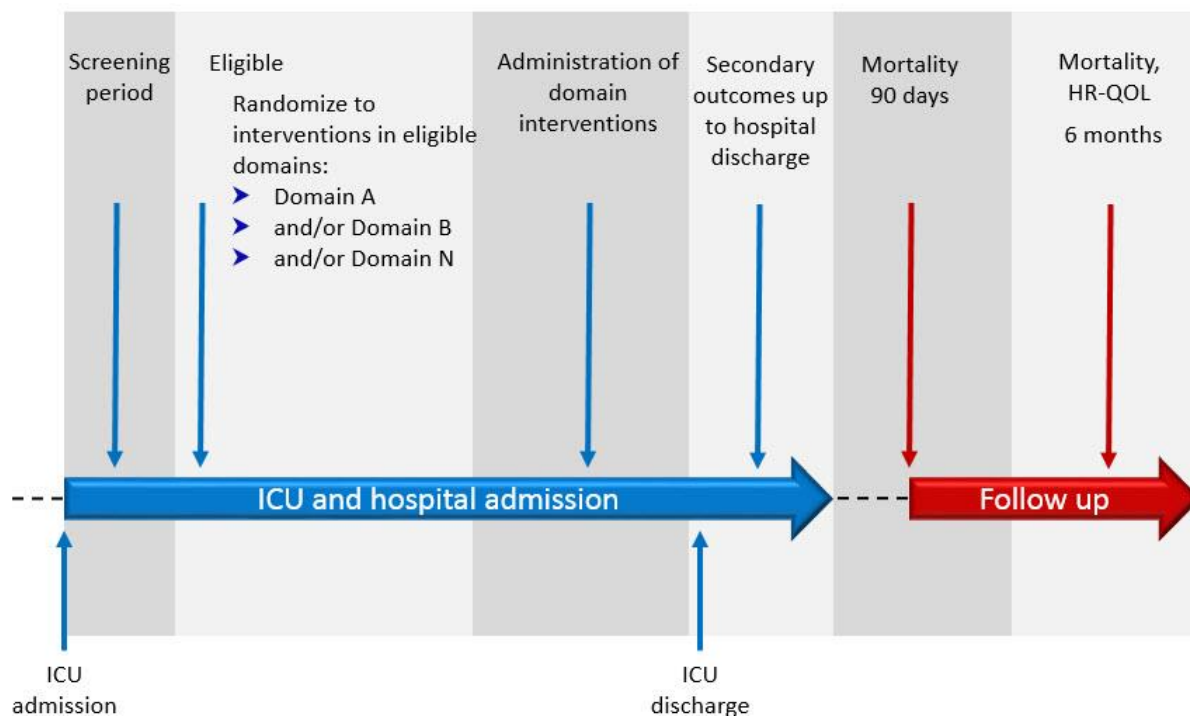 Screening
period
Eligible
Randomize to
interventions in eligible
domains:
Domain A
and/or Domain B
and/or Domain N
Administration of
domain
interventions
Secondary
outcomes up
to hospital
discharge
Mortality
90 days
Mortality,
HR-QOL
6 months
ICU and hospital admission
Follow up
ICU
admission
ICU
discharge